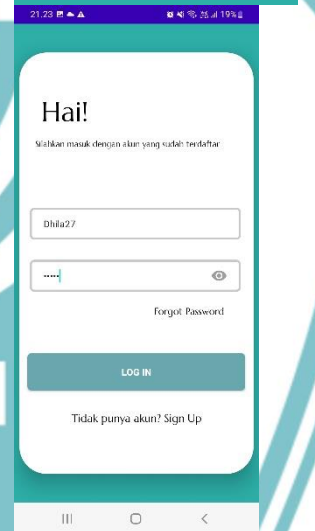 21.23
19%
Hai!
Silahkan masuk dengan akun yang sudah terdaftar
Dhila27
•••••
Forgot Password
LOG IN
Tidak punya akun? Sign Up